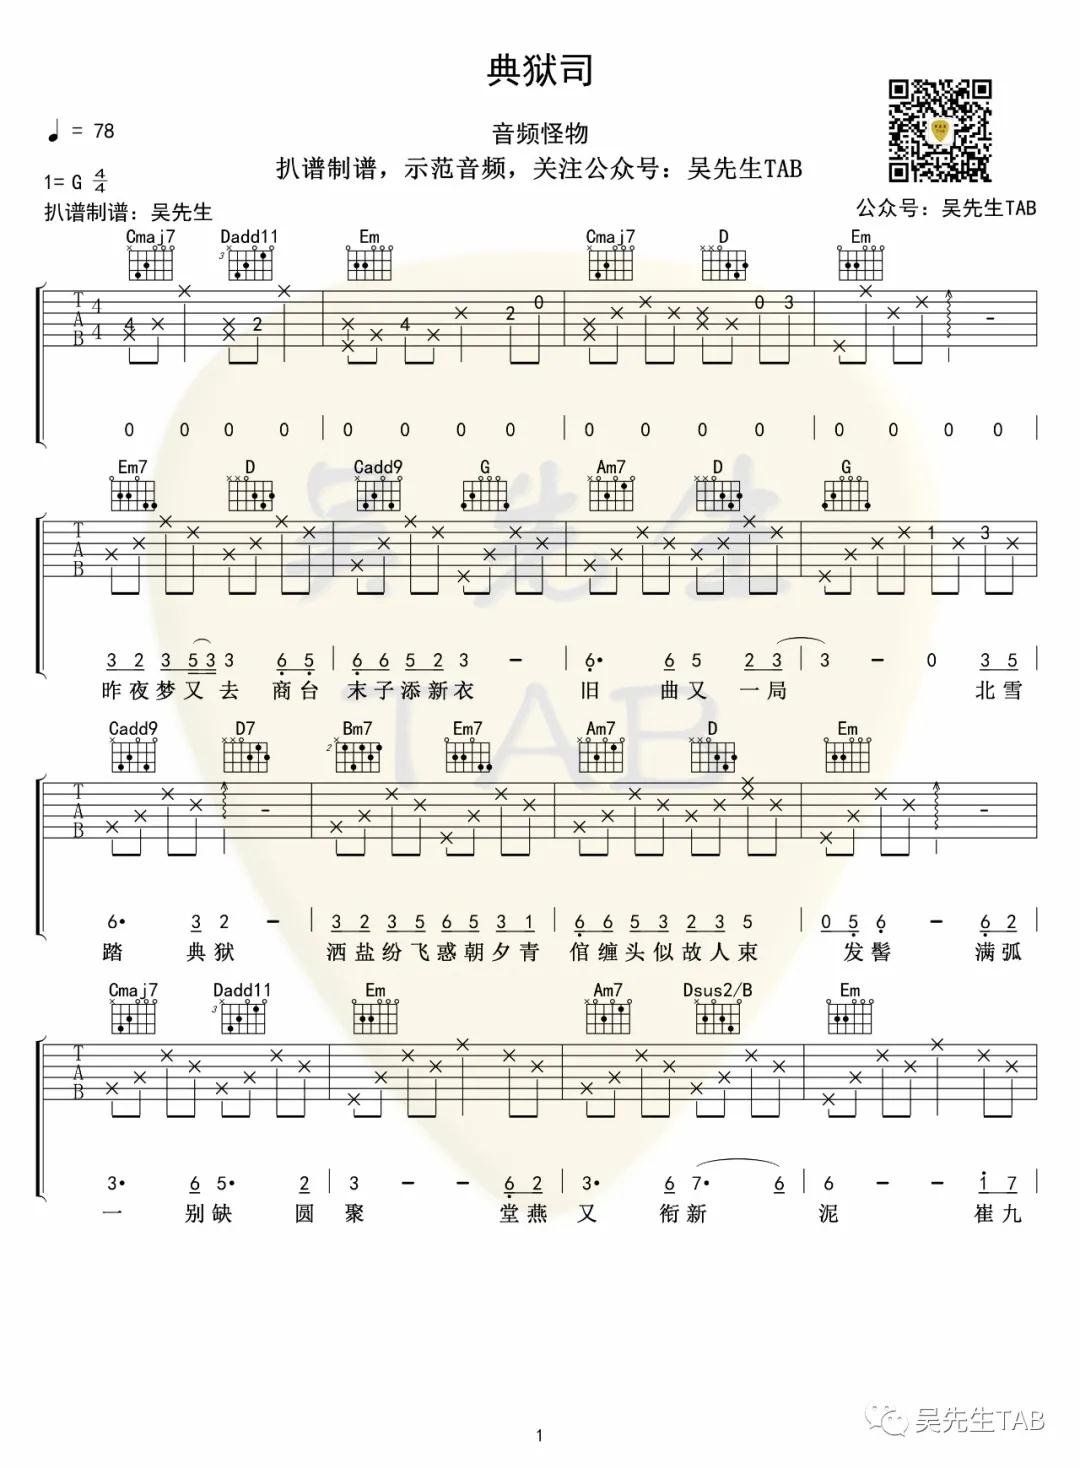 典狱司
♩ = 78
音频怪物
扒谱制谱，示范音频，关注公众号：吴先生TAB
1= G 4/4
扒谱制谱：吴先生
公众号：吴先生TAB
Cmaj7 Dadd11 Em Cmaj7 D Em
3
T A B 4 4 4 2 4 2 0 0 3 -
0 0 0 0 | 0 0 0 0 | 0 0 0 0 | 0 0 0 0 |
Em7 D Cadd9 G Am7 D G
T A B 1 3
3 2 3 5 3 3 6 5 | 6 6 5 2 3 - | 6· 6 5 2 3 | 3 - 0 3 5 |
昨夜梦又去 商台 末子添新衣 旧 曲又 一局 北雪
Cadd9 D7 Bm7 Em7 Am7 D Em
2
T A B - -
6· 3 2 - | 3 2 3 5 6 5 3 1 | 6 6 5 3 2 3 5 | 0 5 6 - 6 2 |
踏 典狱 洒盐纷飞惑朝夕青 倌缠头似故人束 发髻 满弧
Cmaj7 Dadd11 Em Am7 Dsus2/B Em
3
T A B
3· 6 5· 2 | 3 - - 6 2 | 3· 6 7· 6 | 6 - - 1 7 |
一 别缺 圆 聚 堂燕 又 衔新 泥 崔九
吴先生
TAB
吴先生TAB
1